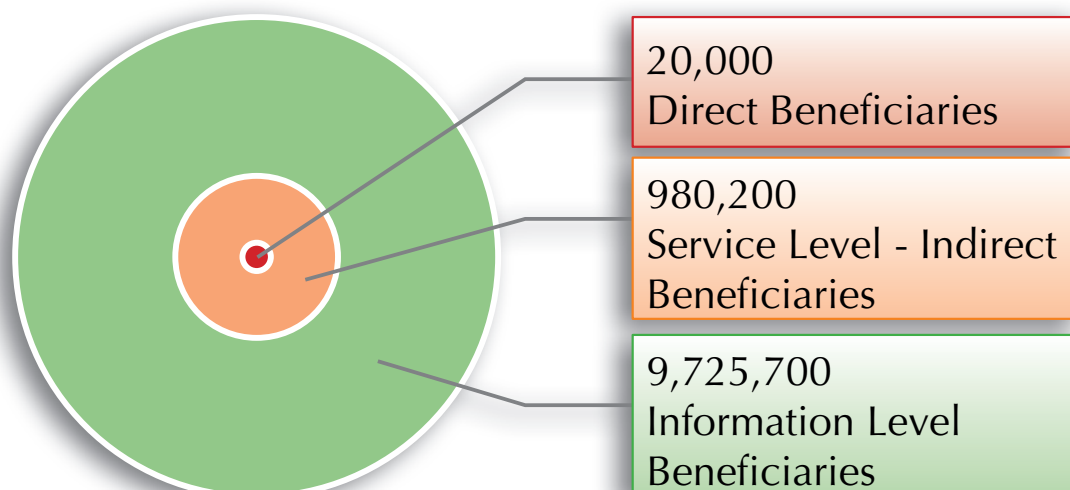 20,000
Direct Beneficiaries
980,200
Service Level - Indirect
Beneficiaries
9,725,700
Information Level
Beneficiaries